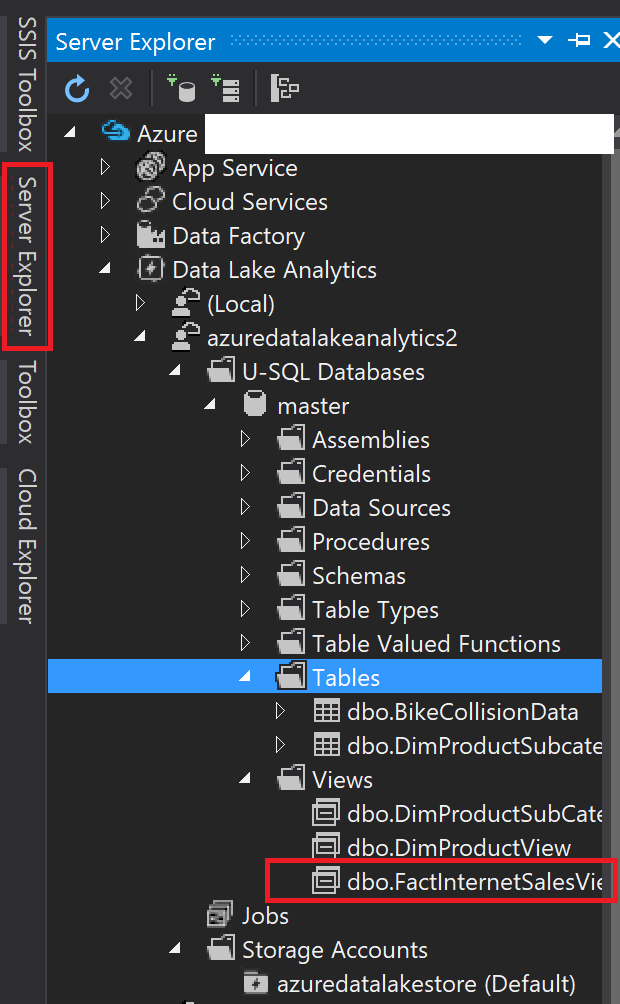 Server Explorer
SSIS Toolbox
Server Explorer
Toolbox
Cloud Explorer
Azure
App Service
Cloud Services
Data Factory
Data Lake Analytics
(Local)
azuredatalakeanalytics2
U-SQL Databases
master
Assemblies
Credentials
Data Sources
Procedures
Schemas
Table Types
Table Valued Functions
Tables
dbo.BikeCollisionData
dbo.DimProductSubcate
Views
dbo.DimProductSubCate
dbo.DimProductView
dbo.FactInternetSalesVie
Jobs
Storage Accounts
azuredatalakestore (Default)